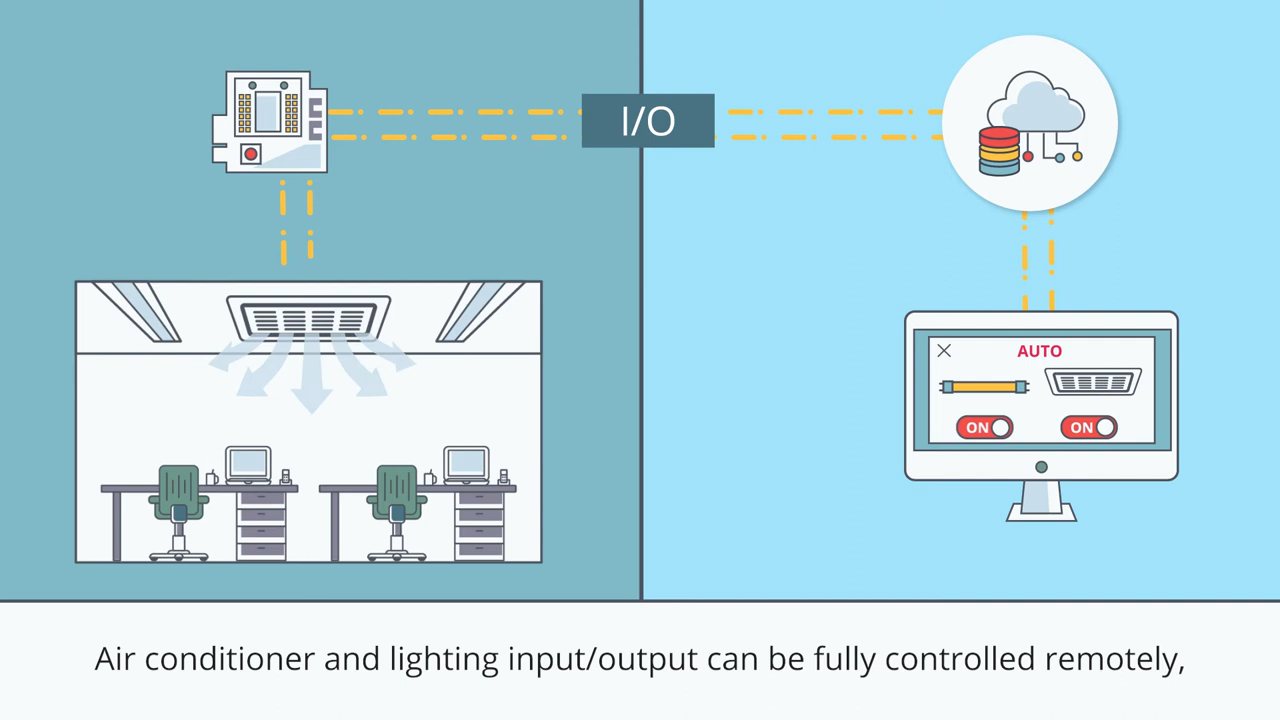 I/O
AUTO
ON ON
Air conditioner and lighting input/output can be fully controlled remotely,